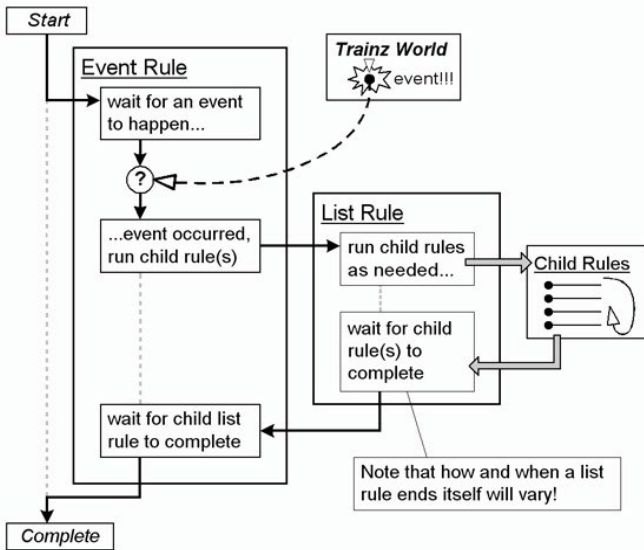 Start
Trainz World
event!!!
Event Rule
wait for an event
to happen...
?
...event occurred,
run child rule(s)
List Rule
run child rules
as needed...
Child Rules
wait for child
rule(s) to
complete
wait for child list
rule to complete
Note that how and when a list
rule ends itself will vary!
Complete